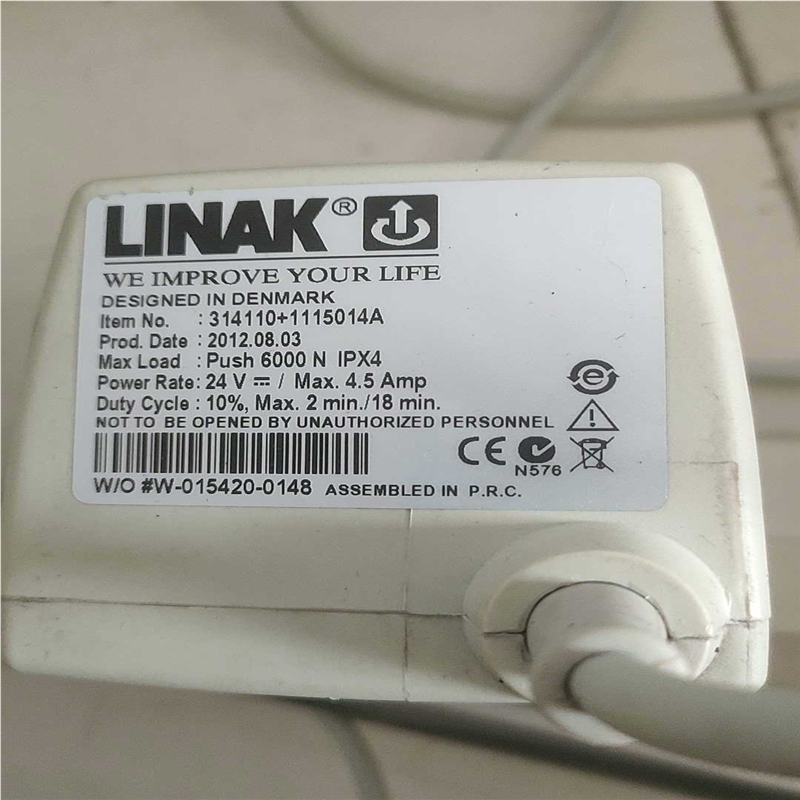 LINAK®
WE IMPROVE YOUR LIFE
DESIGNED IN DENMARK
Item No. : 314110+1115014A
Prod. Date : 2012.08.03
Max Load : Push 6000 N IPX4
Power Rate: 24 V ⎓ / Max. 4.5 Amp
Duty Cycle : 10%, Max. 2 min./18 min.
NOT TO BE OPENED BY UNAUTHORIZED PERSONNEL
CE
N576
W/O #W-015420-0148 ASSEMBLED IN P.R.C.